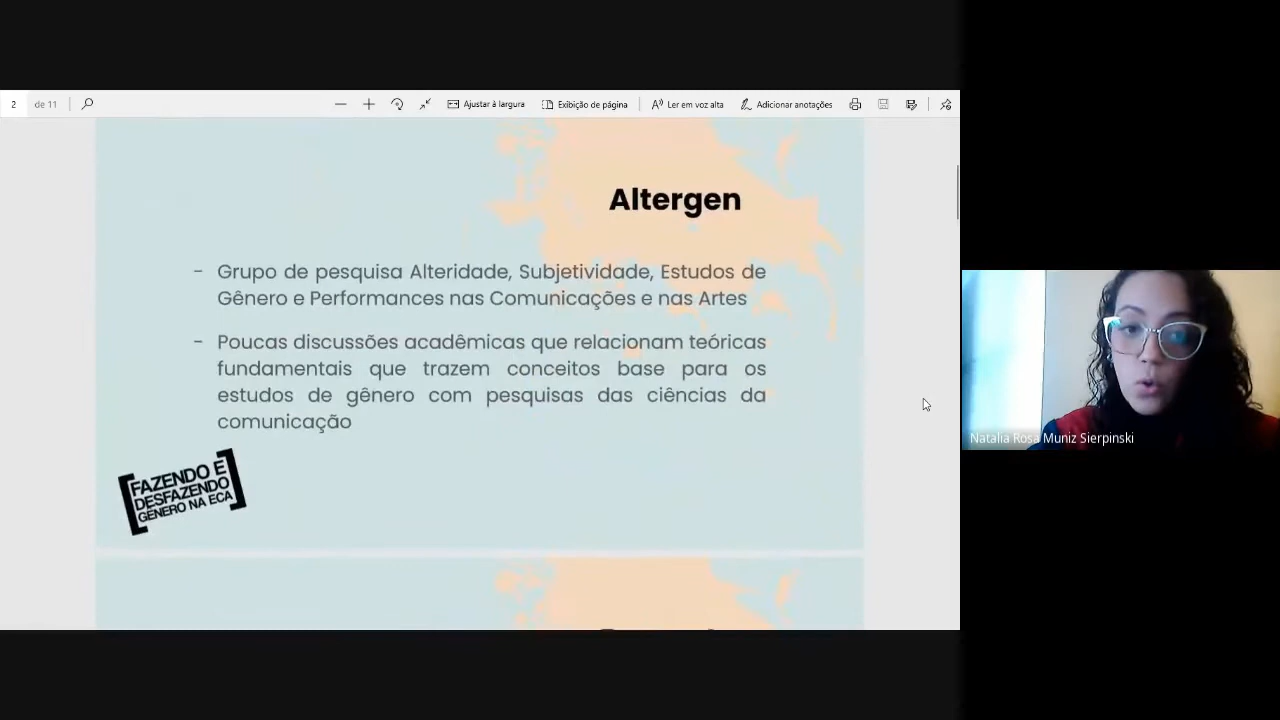 2 de 11 Ajustar à largura Exibição de página Ler em voz alta Adicionar anotações
Altergen
- Grupo de pesquisa Alteridade, Subjetividade, Estudos de
Gênero e Performances nas Comunicações e nas Artes
- Poucas discussões acadêmicas que relacionam teóricas
fundamentais que trazem conceitos base para os
estudos de gênero com pesquisas das ciências da
comunicação
[FAZENDO E
DESFAZENDO
GÊNERO NA ECA]
Natalia Rosa Muniz Sierpinski